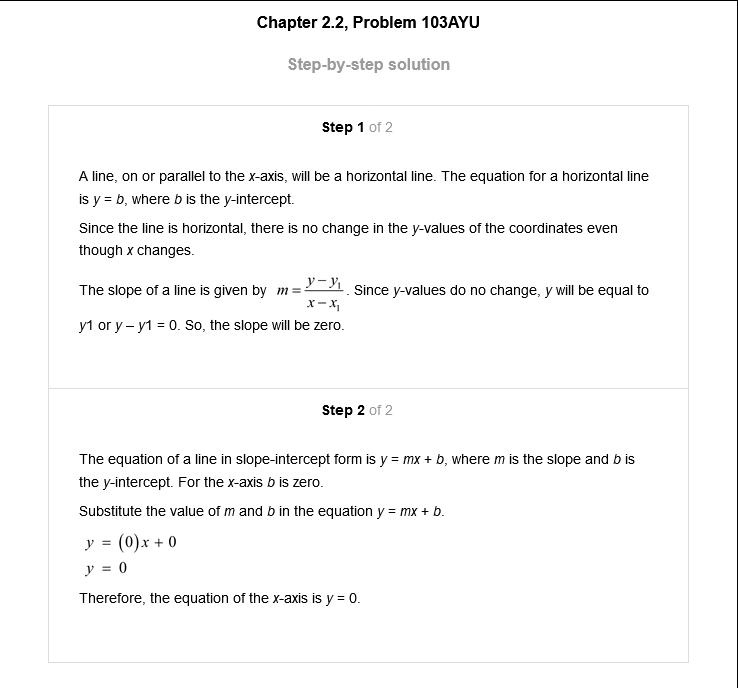 Chapter 2.2, Problem 103AYU
Step-by-step solution
Step 1 of 2
A line, on or parallel to the x-axis, will be a horizontal line. The equation for a horizontal line
is y = b, where b is the y-intercept.
Since the line is horizontal, there is no change in the y-values of the coordinates even
though x changes.
The slope of a line is given by m = (y − y₁)/(x − x₁). Since y-values do no change, y will be equal to
y1 or y – y1 = 0. So, the slope will be zero.
Step 2 of 2
The equation of a line in slope-intercept form is y = mx + b, where m is the slope and b is
the y-intercept. For the x-axis b is zero.
Substitute the value of m and b in the equation y = mx + b.
y = (0)x + 0
y = 0
Therefore, the equation of the x-axis is y = 0.